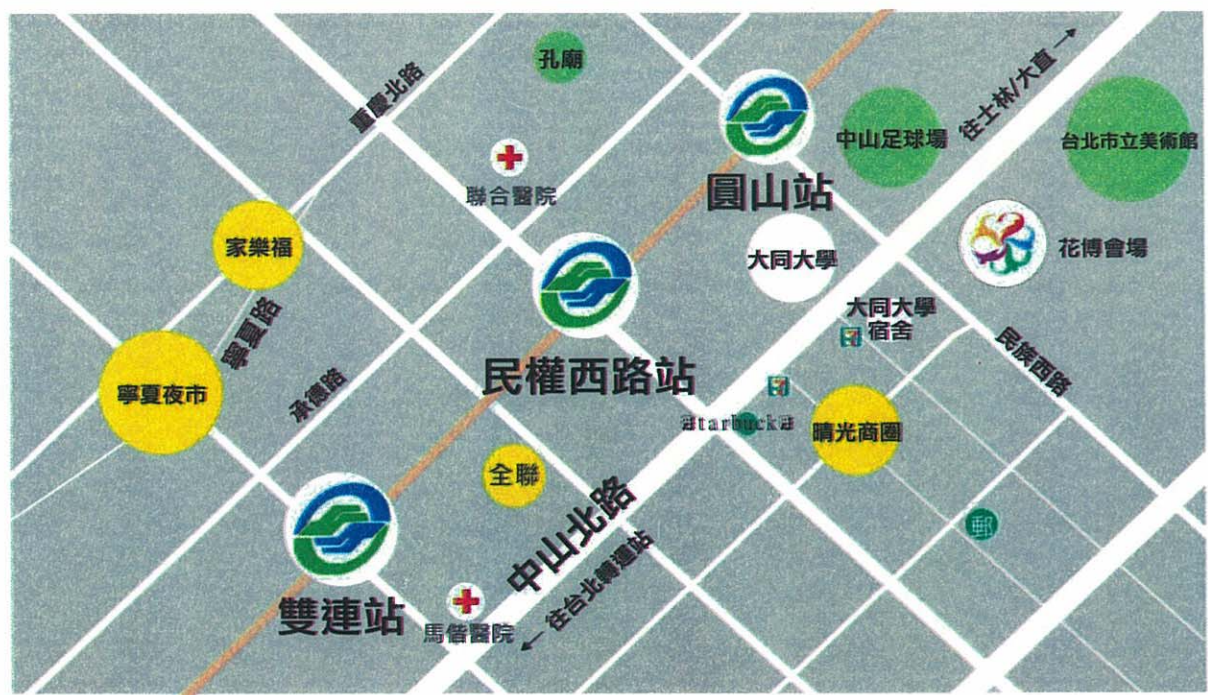 孔廟
重慶北路
往士林/大直
中山足球場
台北市立美術館
聯合醫院
圓山站
家樂福
大同大學
花博會場
大同大學
宿舍
寧夏路
民族西路
民權西路站
寧夏夜市
承德路
Starbucks
晴光商圈
全聯
中山北路
郵
往台北轉運站
雙連站
馬偕醫院